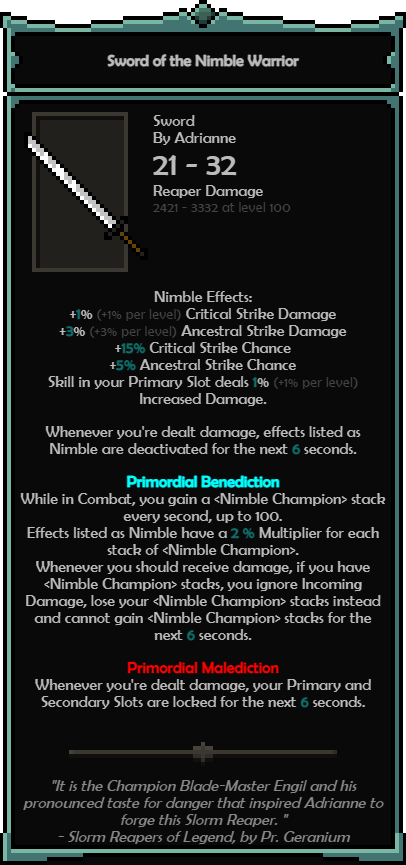 Sword of the Nimble Warrior
Sword
By Adrianne
21 - 32
Reaper Damage
2421 - 3332 at level 100
Nimble Effects:
+1% (+1% per level) Critical Strike Damage
+3% (+3% per level) Ancestral Strike Damage
+15% Critical Strike Chance
+5% Ancestral Strike Chance
Skill in your Primary Slot deals 1% (+1% per level)
Increased Damage.
Whenever you're dealt damage, effects listed as
Nimble are deactivated for the next 6 seconds.
Primordial Benediction
While in Combat, you gain a <Nimble Champion> stack
every second, up to 100.
Effects listed as Nimble have a 2 % Multiplier for each
stack of <Nimble Champion>.
Whenever you should receive damage, if you have
<Nimble Champion> stacks, you ignore Incoming
Damage, lose your <Nimble Champion> stacks instead
and cannot gain <Nimble Champion> stacks for the
next 6 seconds.
Primordial Malediction
Whenever you're dealt damage, your Primary and
Secondary Slots are locked for the next 6 seconds.
"It is the Champion Blade-Master Engil and his
pronounced taste for danger that inspired Adrianne to
forge this Slorm Reaper. "
- Slorm Reapers of Legend, by Pr. Geranium